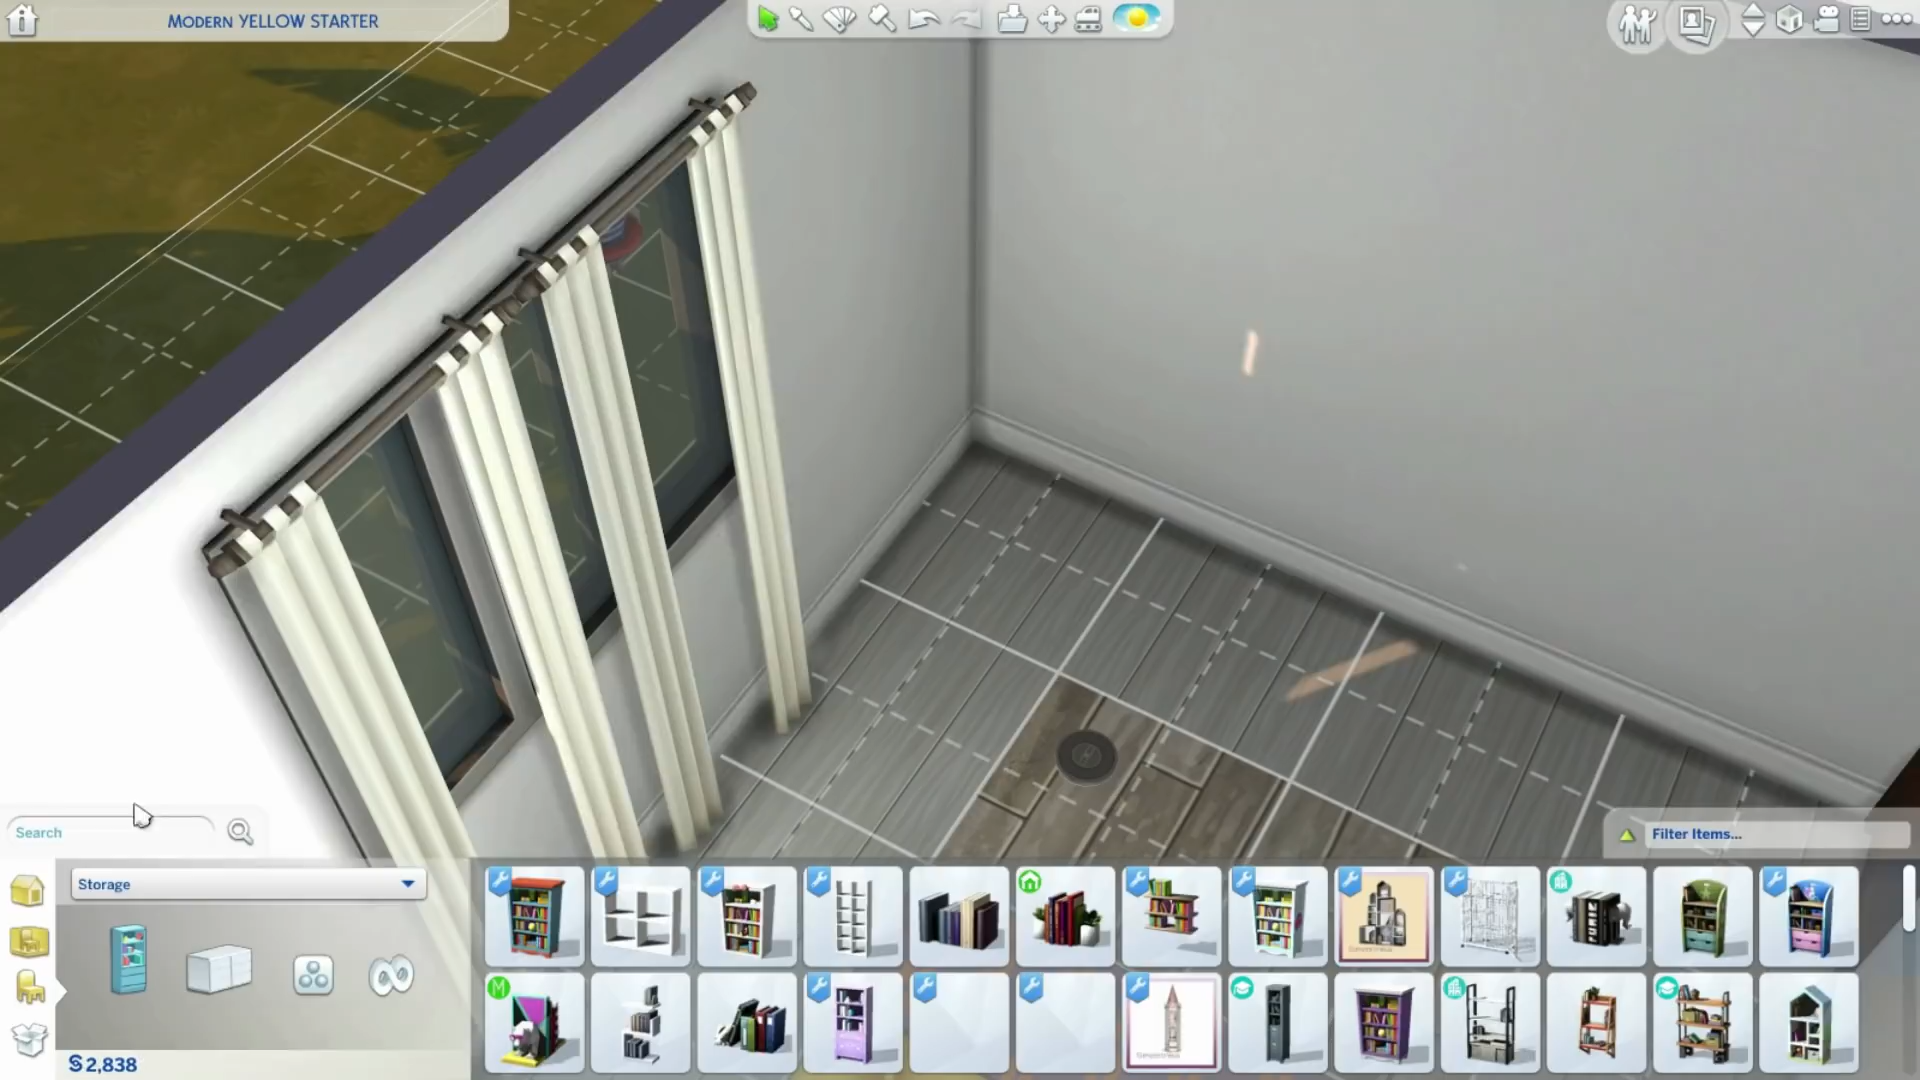 MODERN YELLOW STARTER
Search
Filter Items...
Storage
M
§2,838